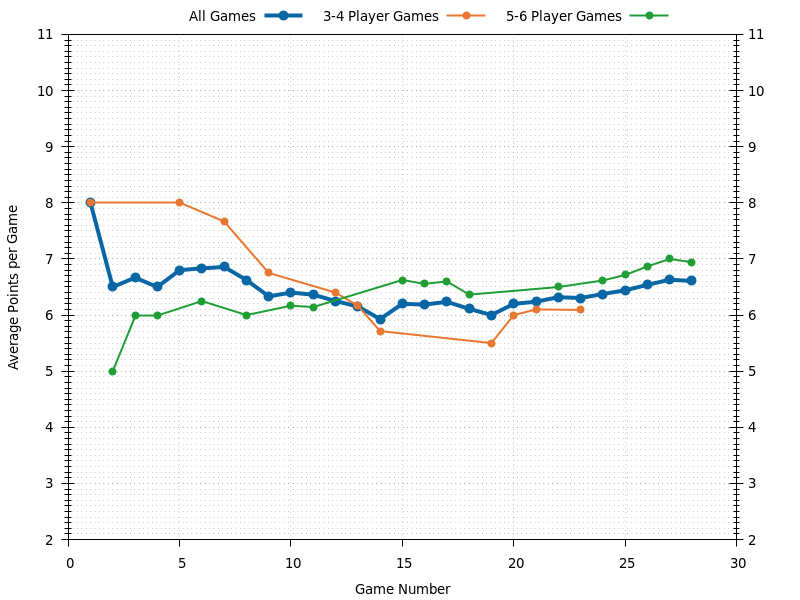 All Games 3-4 Player Games 5-6 Player Games
11 11
10 10
9 9
8 8
7 7
6 6
5 5
4 4
3 3
2 2
Average Points per Game
0 5 10 15 20 25 30
Game Number